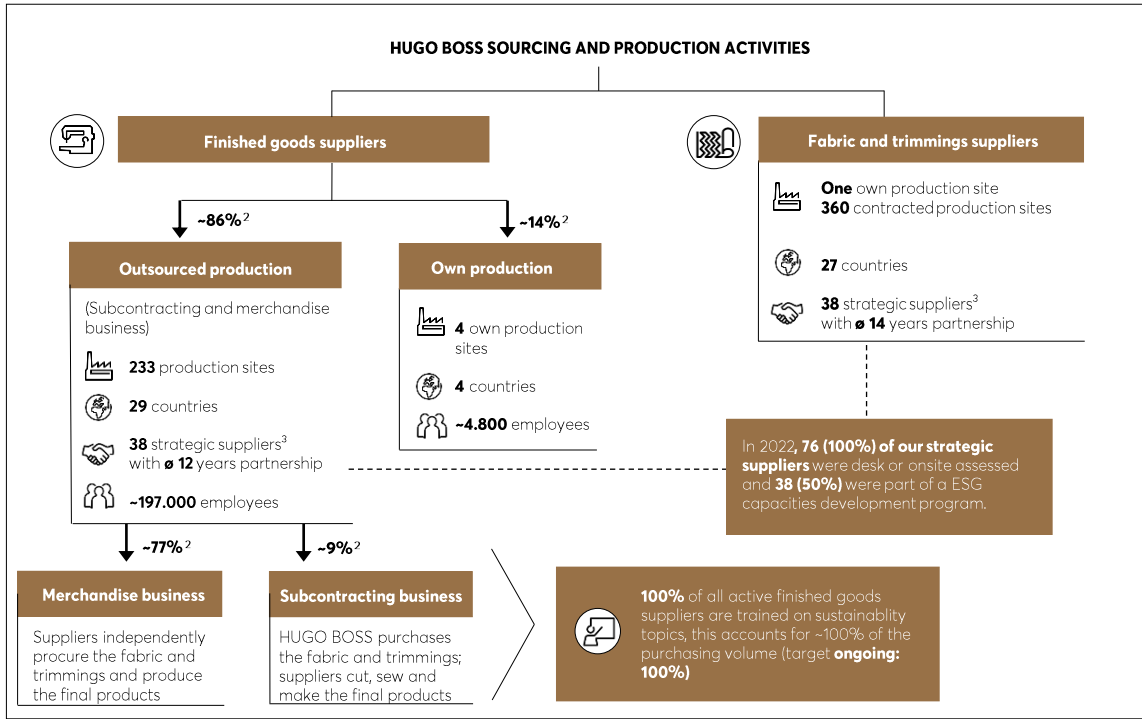 HUGO BOSS SOURCING AND PRODUCTION ACTIVITIES
Finished goods suppliers
~86%²
~14%²
Outsourced production
(Subcontracting and merchandise
business)
233 production sites
29 countries
38 strategic suppliers³
with ø 12 years partnership
~197.000 employees
Own production
4 own production
sites
4 countries
~4.800 employees
Fabric and trimmings suppliers
One own production site
360 contracted production sites
27 countries
38 strategic suppliers³
with ø 14 years partnership
In 2022, 76 (100%) of our strategic
suppliers were desk or onsite assessed
and 38 (50%) were part of a ESG
capacities development program.
~77%²
~9%²
Merchandise business
Suppliers independently
procure the fabric and
trimmings and produce
the final products
Subcontracting business
HUGO BOSS purchases
the fabric and trimmings;
suppliers cut, sew and
make the final products
100% of all active finished goods
suppliers are trained on sustainablity
topics, this accounts for ~100% of the
purchasing volume (target ongoing:
100%)